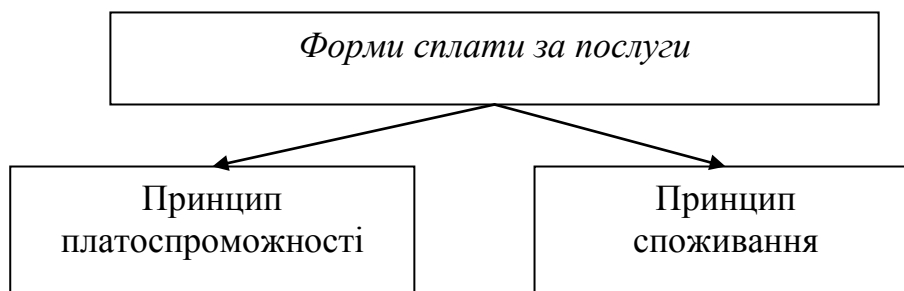 Форми сплати за послуги
Принцип
платоспроможності
Принцип
споживання